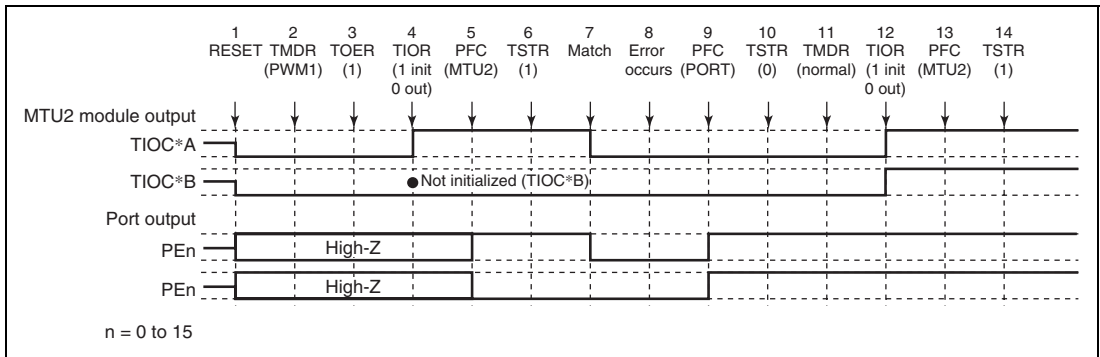 1 2 3 4 5 6 7 8 9 10 11 12 13 14
RESET TMDR TOER TIOR PFC TSTR Match Error PFC TSTR TMDR TIOR PFC TSTR
(PWM1) (1) (1 init (MTU2) (1) occurs (PORT) (0) (normal) (1 init (MTU2) (1)
0 out) 0 out)
MTU2 module output
TIOC*A
TIOC*B ● Not initialized (TIOC*B)
Port output
PEn High-Z
PEn High-Z
n = 0 to 15